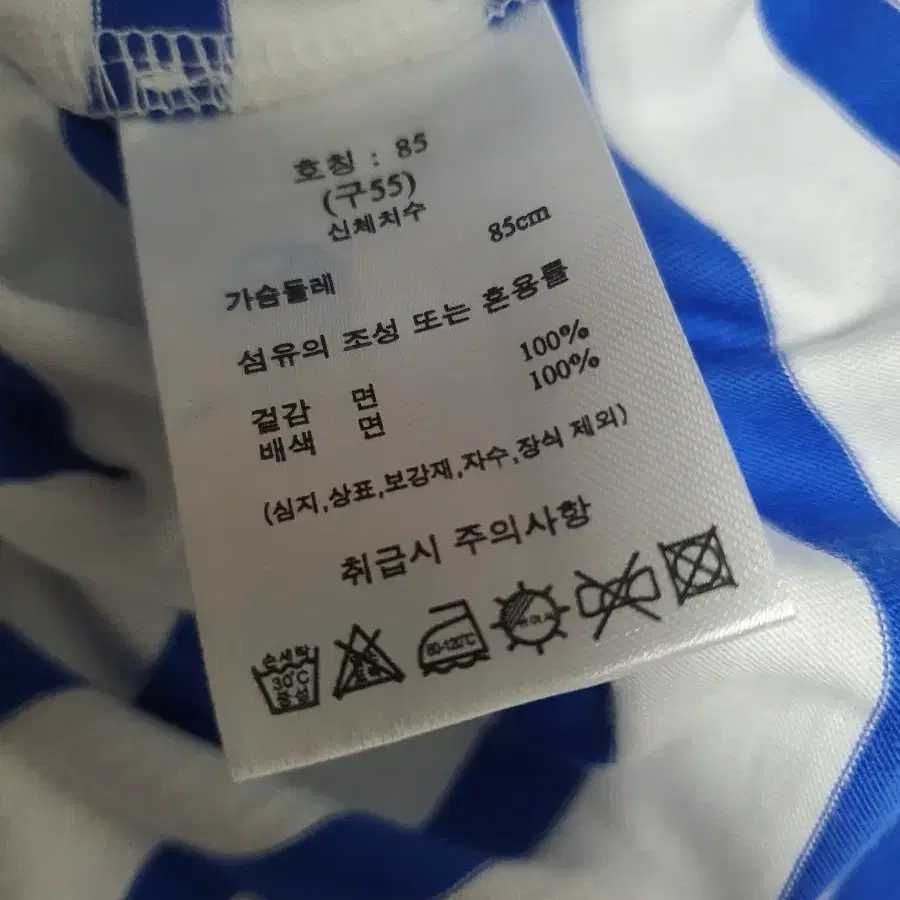 호칭 : 85
(구55)
신체치수
가슴둘레 85cm
섬유의 조성 또는 혼용률
겉감 면 100%
배색 면 100%
(심지,상표,보강재,자수,장식 제외)
취급시 주의사항
손세탁
30°C
중성
80-120°C